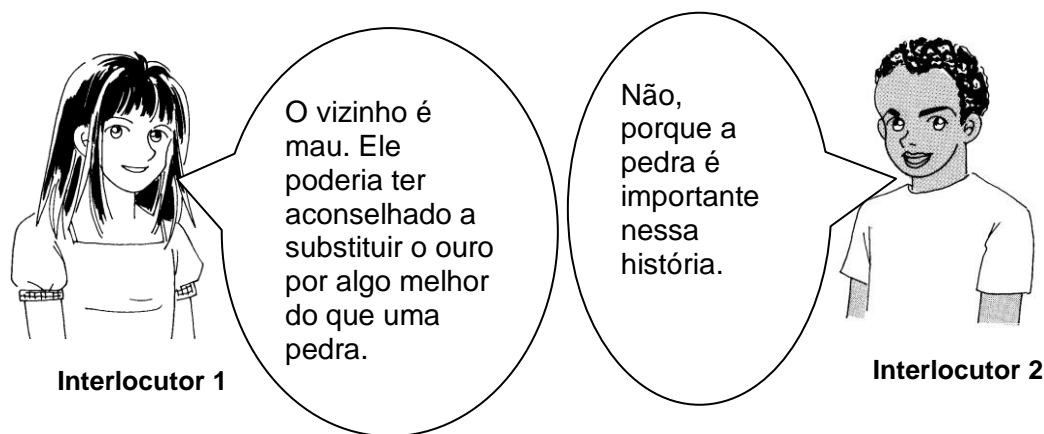 O vizinho é
mau. Ele
poderia ter
aconselhado a
substituir o ouro
por algo melhor
do que uma
pedra.
Não,
porque a
pedra é
importante
nessa
história.
Interlocutor 1
Interlocutor 2